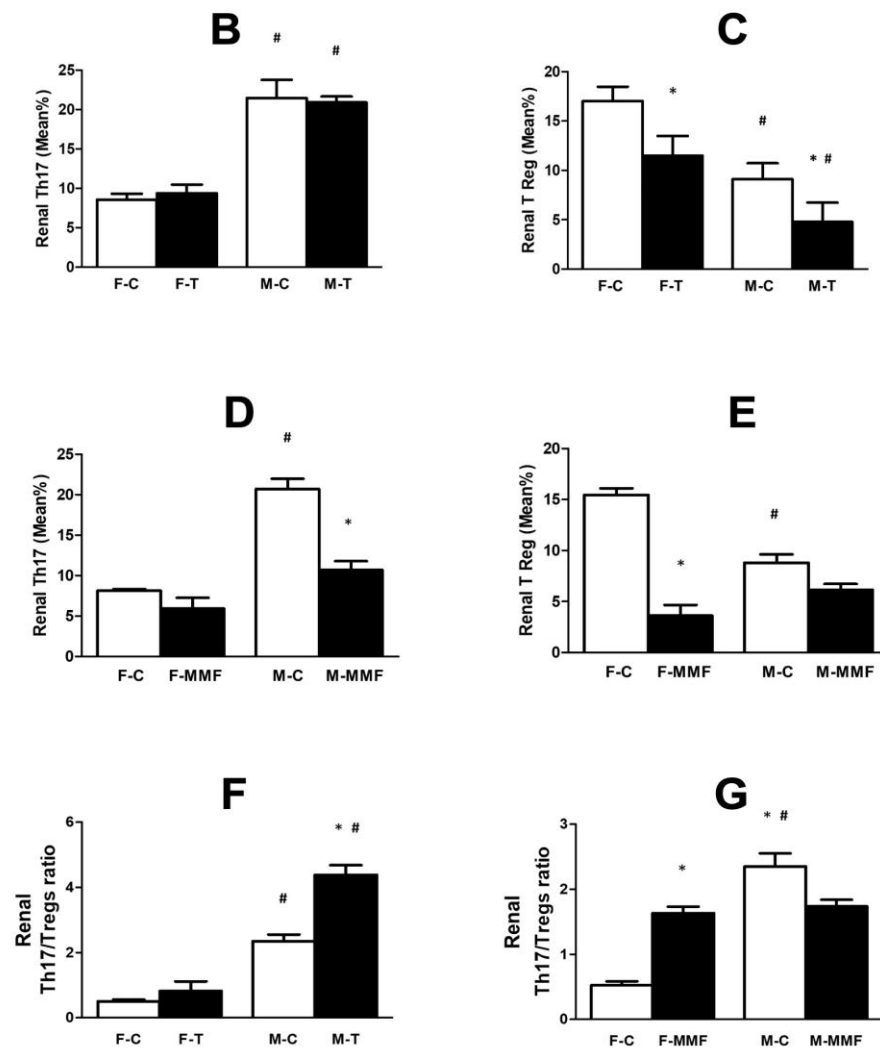 B
# #
Renal Th17 (Mean%)
25
20
15
10
5
0
F-C F-T M-C M-T
C
*
#
* #
Renal T Reg (Mean%)
20
15
10
5
0
F-C F-T M-C M-T
D
#
*
Renal Th17 (Mean%)
25
20
15
10
5
0
F-C F-MMF M-C M-MMF
E
#
*
Renal T Reg (Mean%)
20
15
10
5
0
F-C F-MMF M-C M-MMF
F
* #
#
Renal
Th17/Tregs ratio
6
4
2
0
F-C F-T M-C M-T
G
* #
*
Renal
Th17/Tregs ratio
3
2
1
0
F-C F-MMF M-C M-MMF